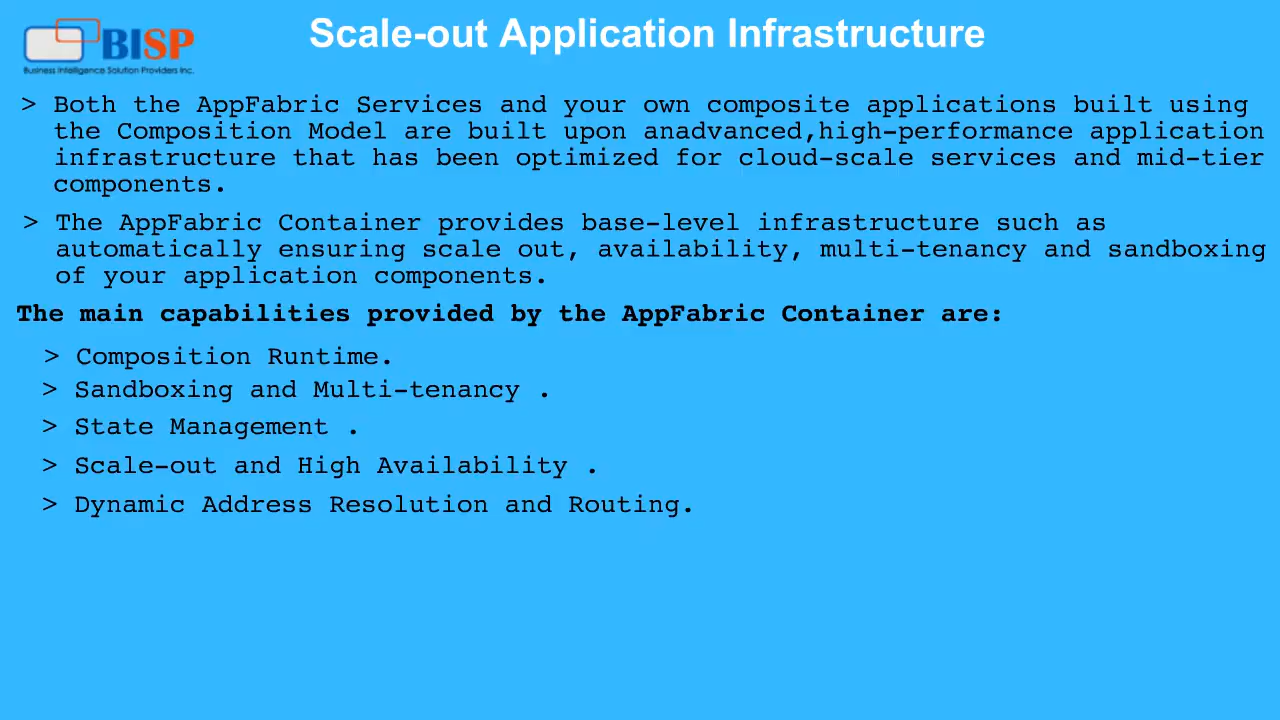 BISP
Business Intelligence Solution Providers Inc.
Scale-out Application Infrastructure
> Both the AppFabric Services and your own composite applications built using
the Composition Model are built upon anadvanced,high-performance application
infrastructure that has been optimized for cloud-scale services and mid-tier
components.
> The AppFabric Container provides base-level infrastructure such as
automatically ensuring scale out, availability, multi-tenancy and sandboxing
of your application components.
The main capabilities provided by the AppFabric Container are:
> Composition Runtime.
> Sandboxing and Multi-tenancy .
> State Management .
> Scale-out and High Availability .
> Dynamic Address Resolution and Routing.